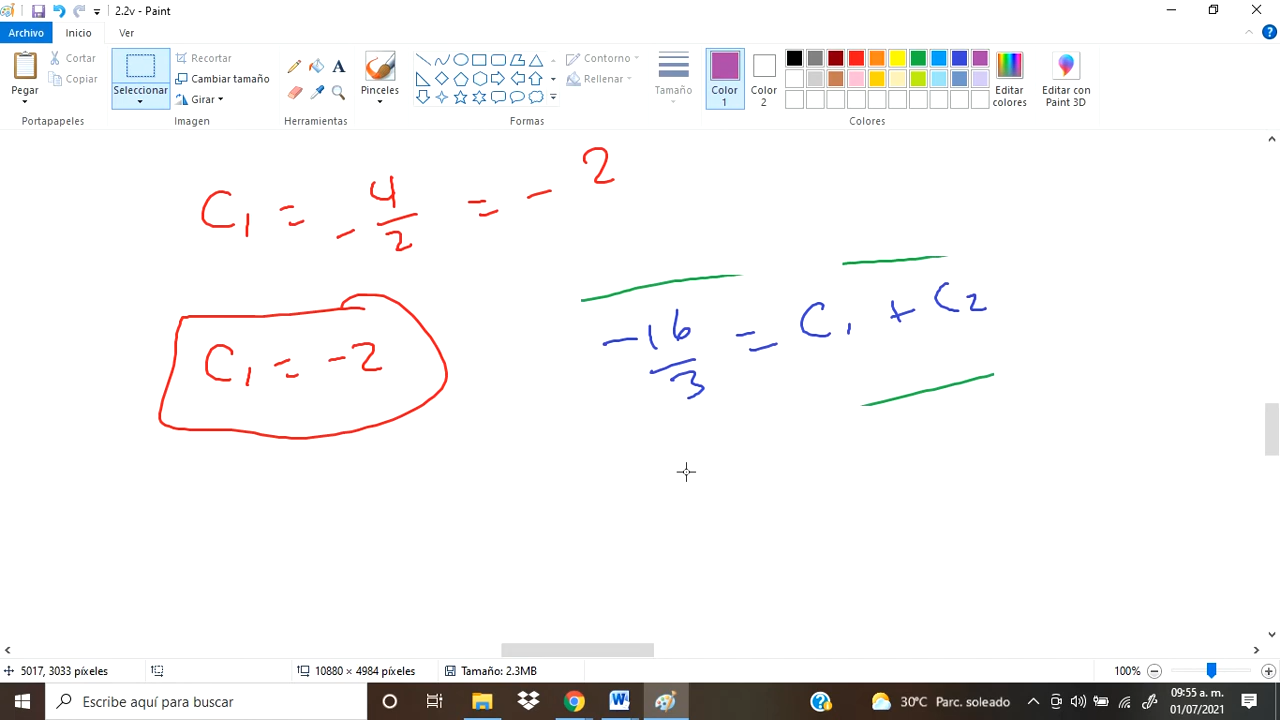 2.2v - Paint
Archivo Inicio Ver
Pegar
Cortar
Copiar
Portapapeles
Seleccionar
Recortar
Cambiar tamaño
Girar
Imagen
A
Herramientas
Pinceles
Contorno
Rellenar
Formas
Tamaño
Color 1
Color 2
Editar colores
Colores
Editar con Paint 3D
C1 = - 4/2 = - 2
C1 = -2
-16/3 = C1 + C2
5017, 3033 píxeles 10880 × 4984 píxeles Tamaño: 2.3MB 100%
Escribe aquí para buscar 30°C Parc. soleado 09:55 a. m.
01/07/2021